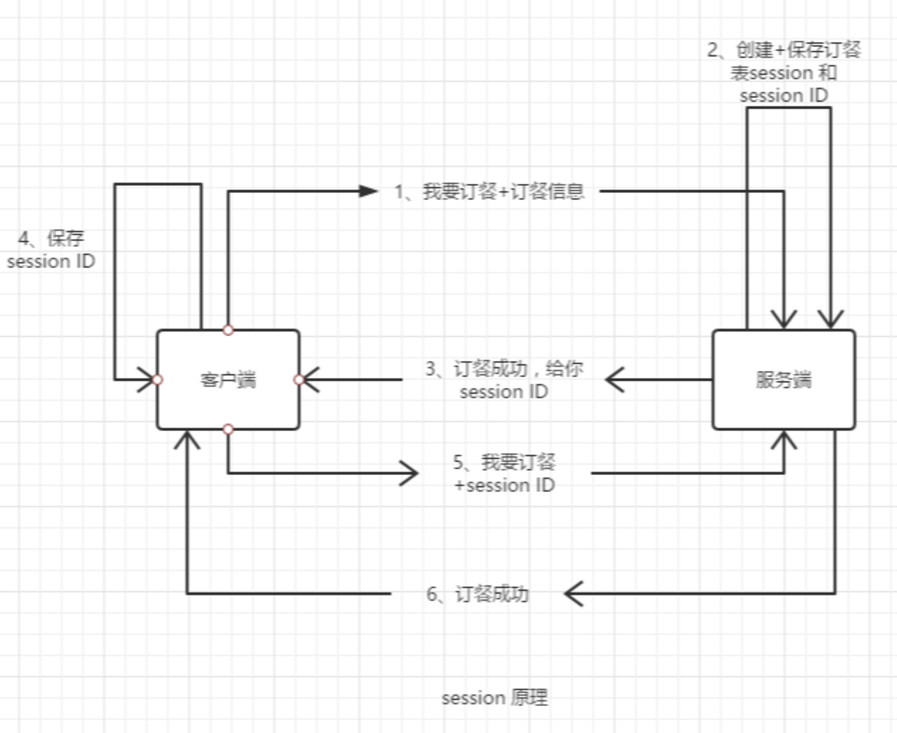 2、创建+保存订餐
表session 和
session ID
1、我要订餐+订餐信息
4、保存
session ID
客户端
3、订餐成功，给你
session ID
服务端
5、我要订餐
+session ID
6、订餐成功
session 原理